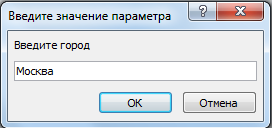 Введите значение параметра
Введите город
Москва
ОК
Отмена